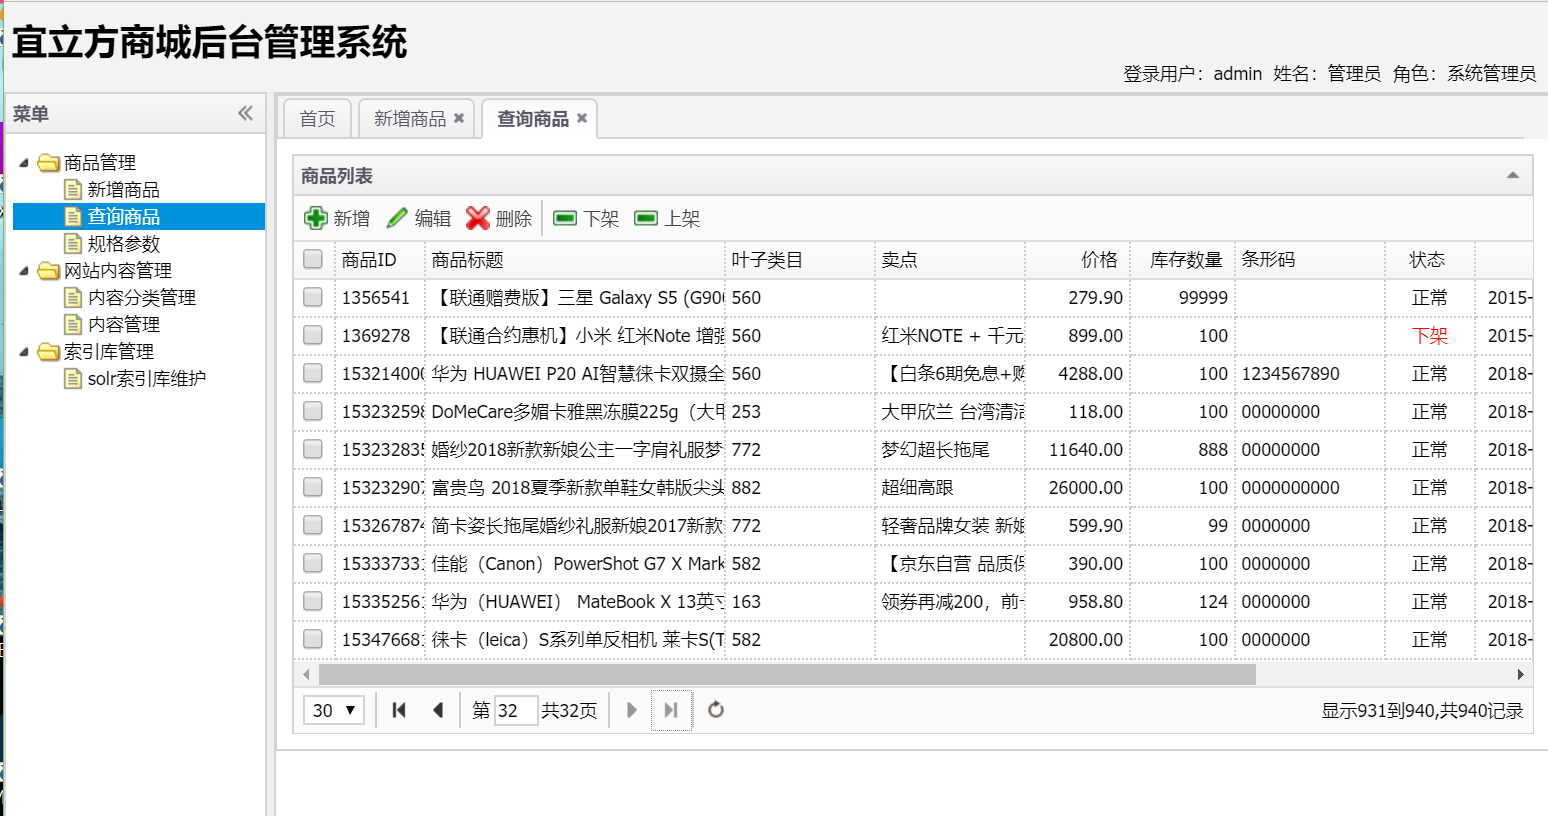 宜立方商城后台管理系统
登录用户：admin 姓名：管理员 角色：系统管理员
菜单
商品管理
新增商品
查询商品
规格参数
网站内容管理
内容分类管理
内容管理
索引库管理
solr索引库维护
首页 新增商品 查询商品
商品列表
新增 编辑 删除 下架 上架
商品ID 商品标题 叶子类目 卖点 价格 库存数量 条形码 状态
1356541 【联通赠费版】三星 Galaxy S5 (G90 560 279.90 99999 正常 2015-
1369278 【联通合约惠机】小米 红米Note 增强 560 红米NOTE + 千元 899.00 100 下架 2015-
153214000 华为 HUAWEI P20 AI智慧徕卡双摄全 560 【白条6期免息+购 4288.00 100 1234567890 正常 2018-
153232598 DoMeCare多媚卡雅黑冻膜225g（大甲 253 大甲欣兰 台湾清洁 118.00 100 00000000 正常 2018-
153232835 婚纱2018新款新娘公主一字肩礼服梦 772 梦幻超长拖尾 11640.00 888 00000000 正常 2018-
153232907 富贵鸟 2018夏季新款单鞋女韩版尖头 882 超细高跟 26000.00 100 0000000000 正常 2018-
153267874 简卡姿长拖尾婚纱礼服新娘2017新款 772 轻奢品牌女装 新娘 599.90 99 0000000 正常 2018-
153337331 佳能（Canon）PowerShot G7 X Mark 582 【京东自营 品质保 390.00 100 0000000 正常 2018-
153352561 华为（HUAWEI） MateBook X 13英寸 163 领券再减200，前一 958.80 124 0000000 正常 2018-
153476681 徕卡（leica）S系列单反相机 莱卡S(T 582 20800.00 100 0000000 正常 2018-
30 第 32 共32页 显示931到940,共940记录